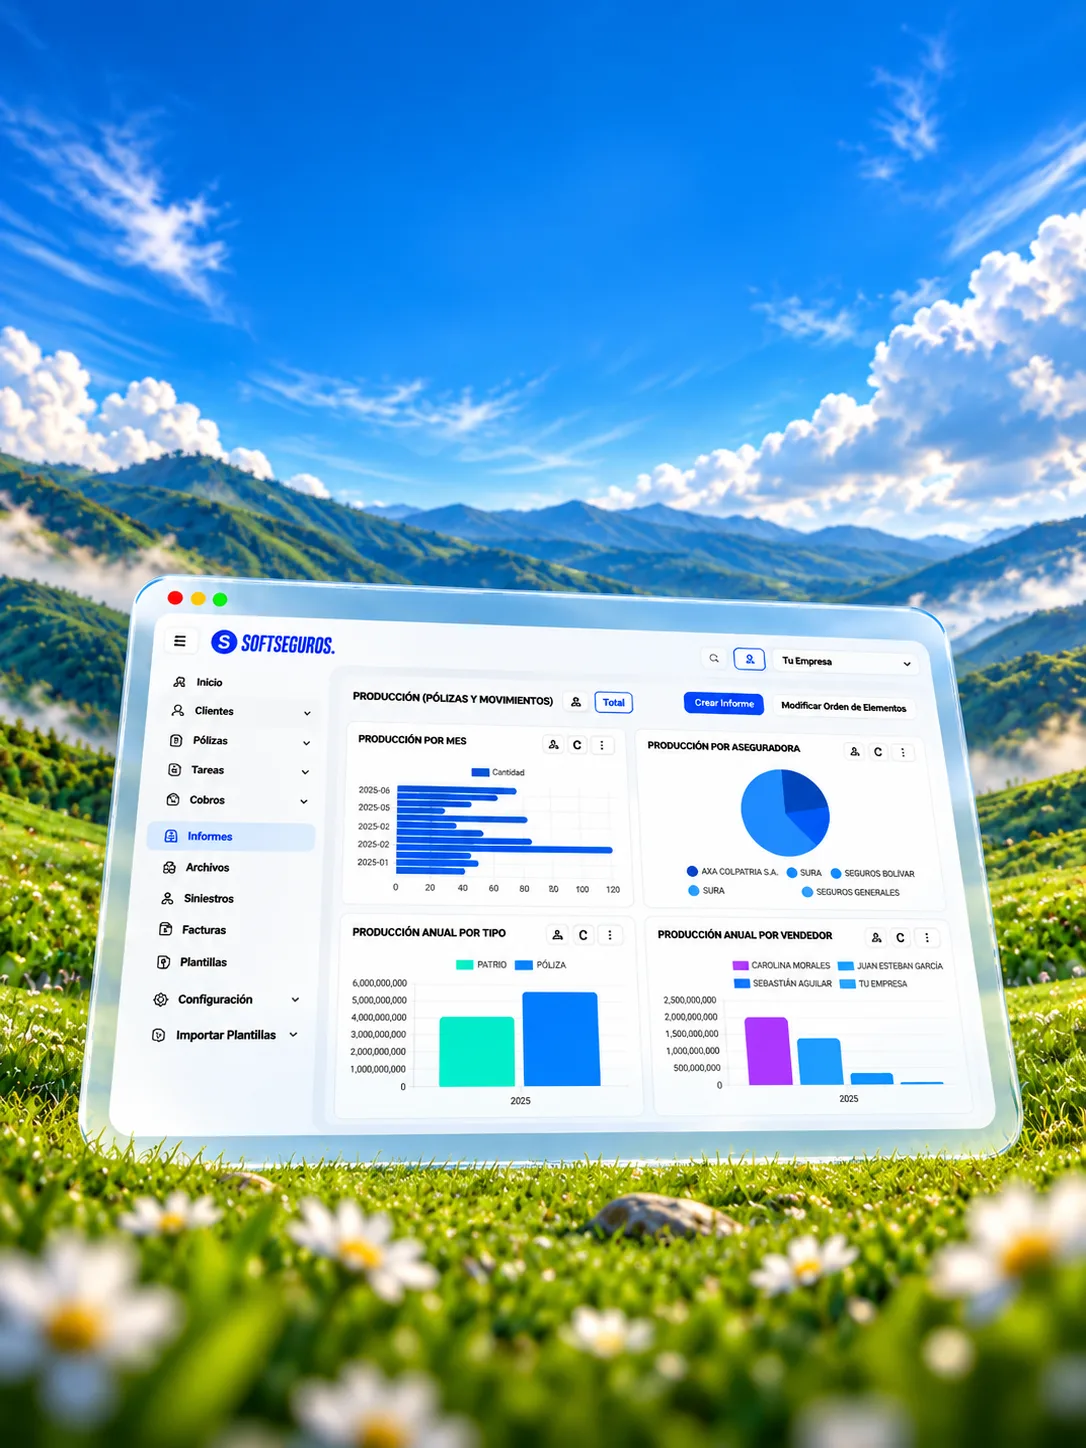 SOFTSEGUROS.
Tu Empresa
Inicio
Clientes
Pólizas
Tareas
Cobros
Informes
Archivos
Siniestros
Facturas
Plantillas
Configuración
Importar Plantillas
PRODUCCIÓN (PÓLIZAS Y MOVIMIENTOS)
Total
Crear Informe
Modificar Orden de Elementos
PRODUCCIÓN POR MES
Cantidad
2025-06
2025-05
2025-02
2025-02
2025-01
0 20 40 60 80 80 100 120
PRODUCCIÓN POR ASEGURADORA
AXA COLPATRIA S.A. SURA SEGUROS BOLIVAR
SURA SEGUROS GENERALES
PRODUCCIÓN ANUAL POR TIPO
PATRIO PÓLIZA
6,000,000,000
5,000,000,000
4,000,000,000
3,000,000,000
2,000,000,000
1,000,000,000
0
2025
PRODUCCIÓN ANUAL POR VENDEDOR
CAROLINA MORALES JUAN ESTEBAN GARCÍA
SEBASTIÁN AGUILAR TU EMPRESA
2,500,000,000
2,000,000,000
1,500,000,000
1,000,000,000
500,000,000
0
2025